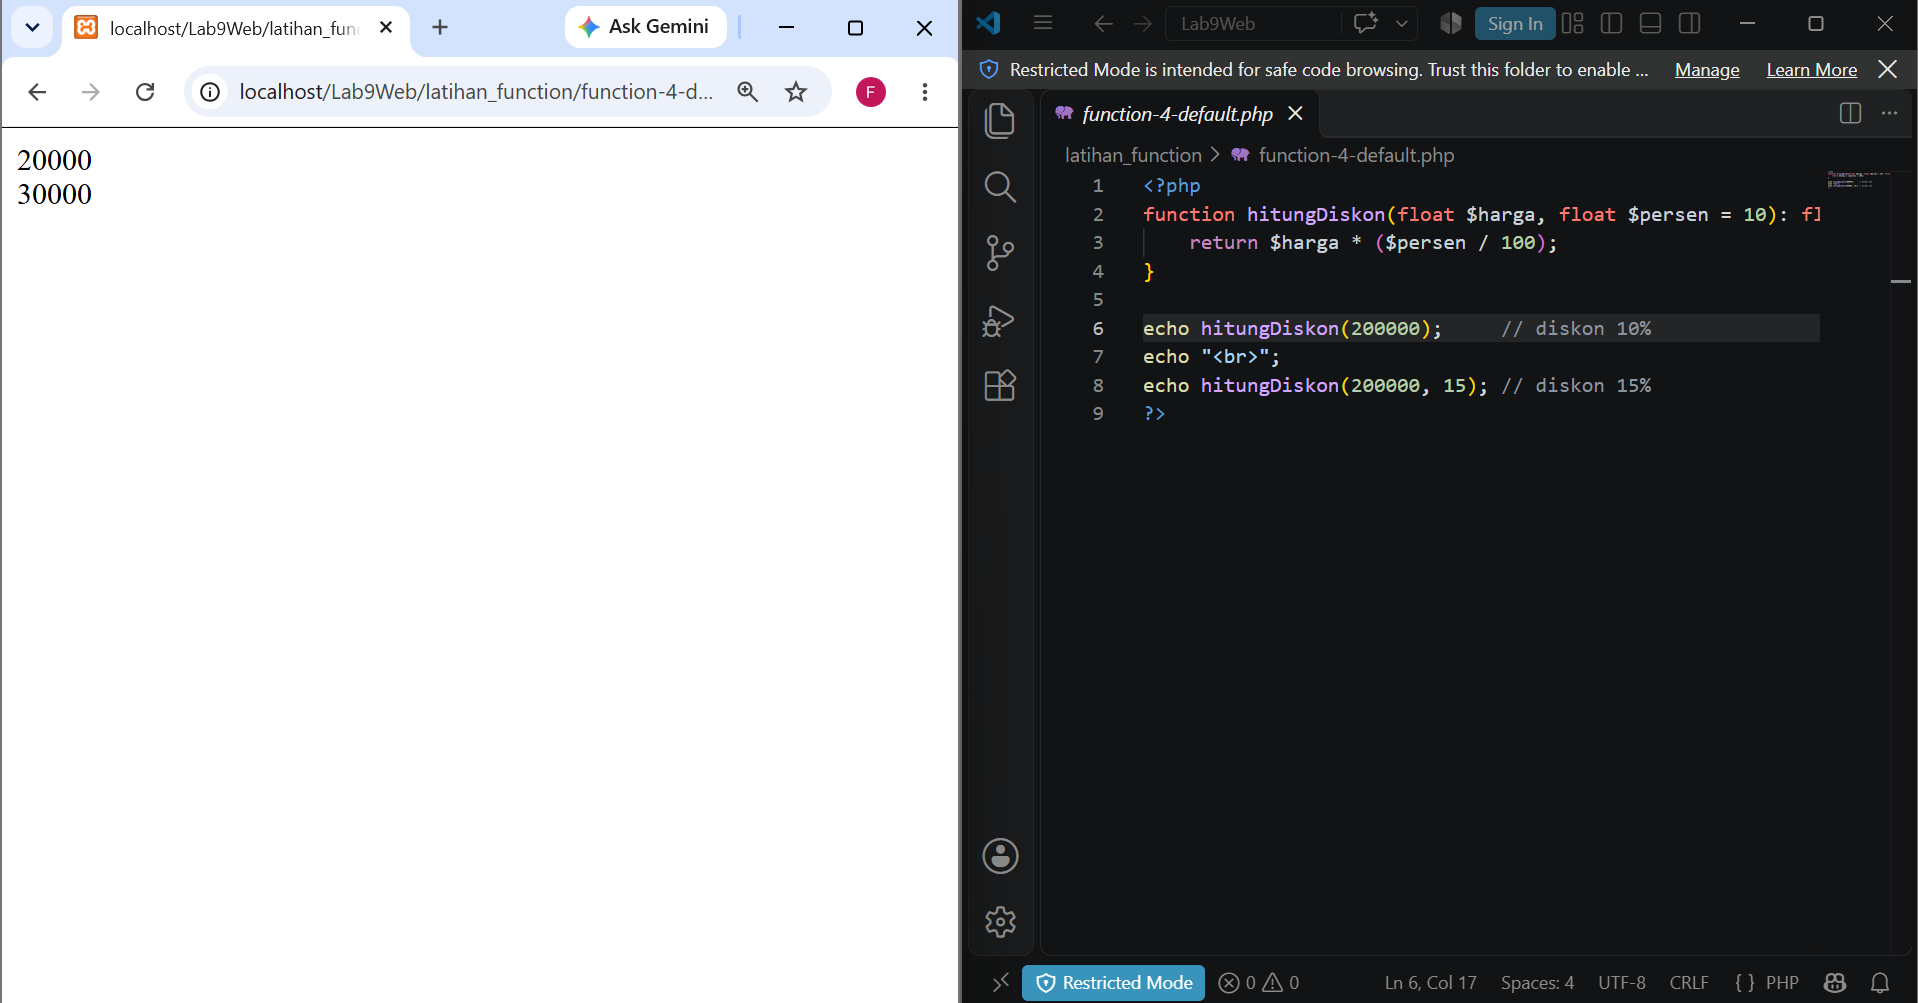 localhost/Lab9Web/latihan_fun
Ask Gemini
localhost/Lab9Web/latihan_function/function-4-d...
F
20000
30000
Lab9Web
Sign In
Restricted Mode is intended for safe code browsing. Trust this folder to enable ...
Manage
Learn More
function-4-default.php
latihan_function > function-4-default.php
1 <?php
2 function hitungDiskon(float $harga, float $persen = 10): fl
3     return $harga * ($persen / 100);
4 }
5
6 echo hitungDiskon(200000);     // diskon 10%
7 echo "<br>";
8 echo hitungDiskon(200000, 15); // diskon 15%
9 ?>
Restricted Mode
0
0
Ln 6, Col 17
Spaces: 4
UTF-8
CRLF
{ } PHP